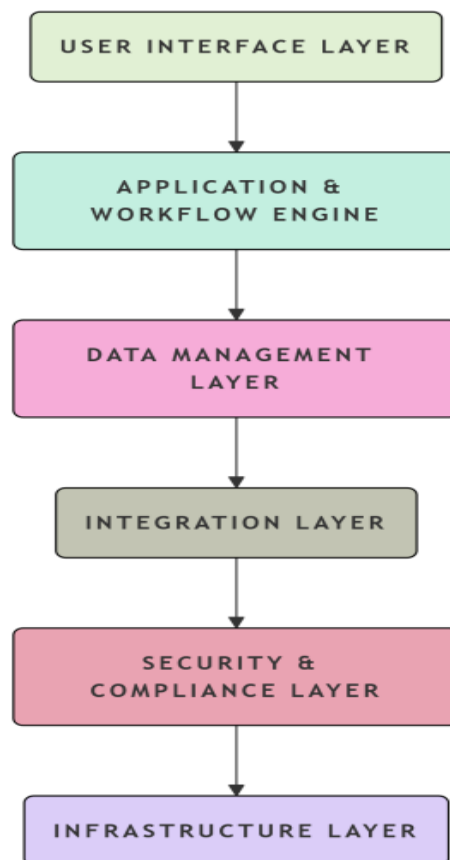 USER INTERFACE LAYER
APPLICATION &
WORKFLOW ENGINE
DATA MANAGEMENT
LAYER
INTEGRATION LAYER
SECURITY &
COMPLIANCE LAYER
INFRASTRUCTURE LAYER